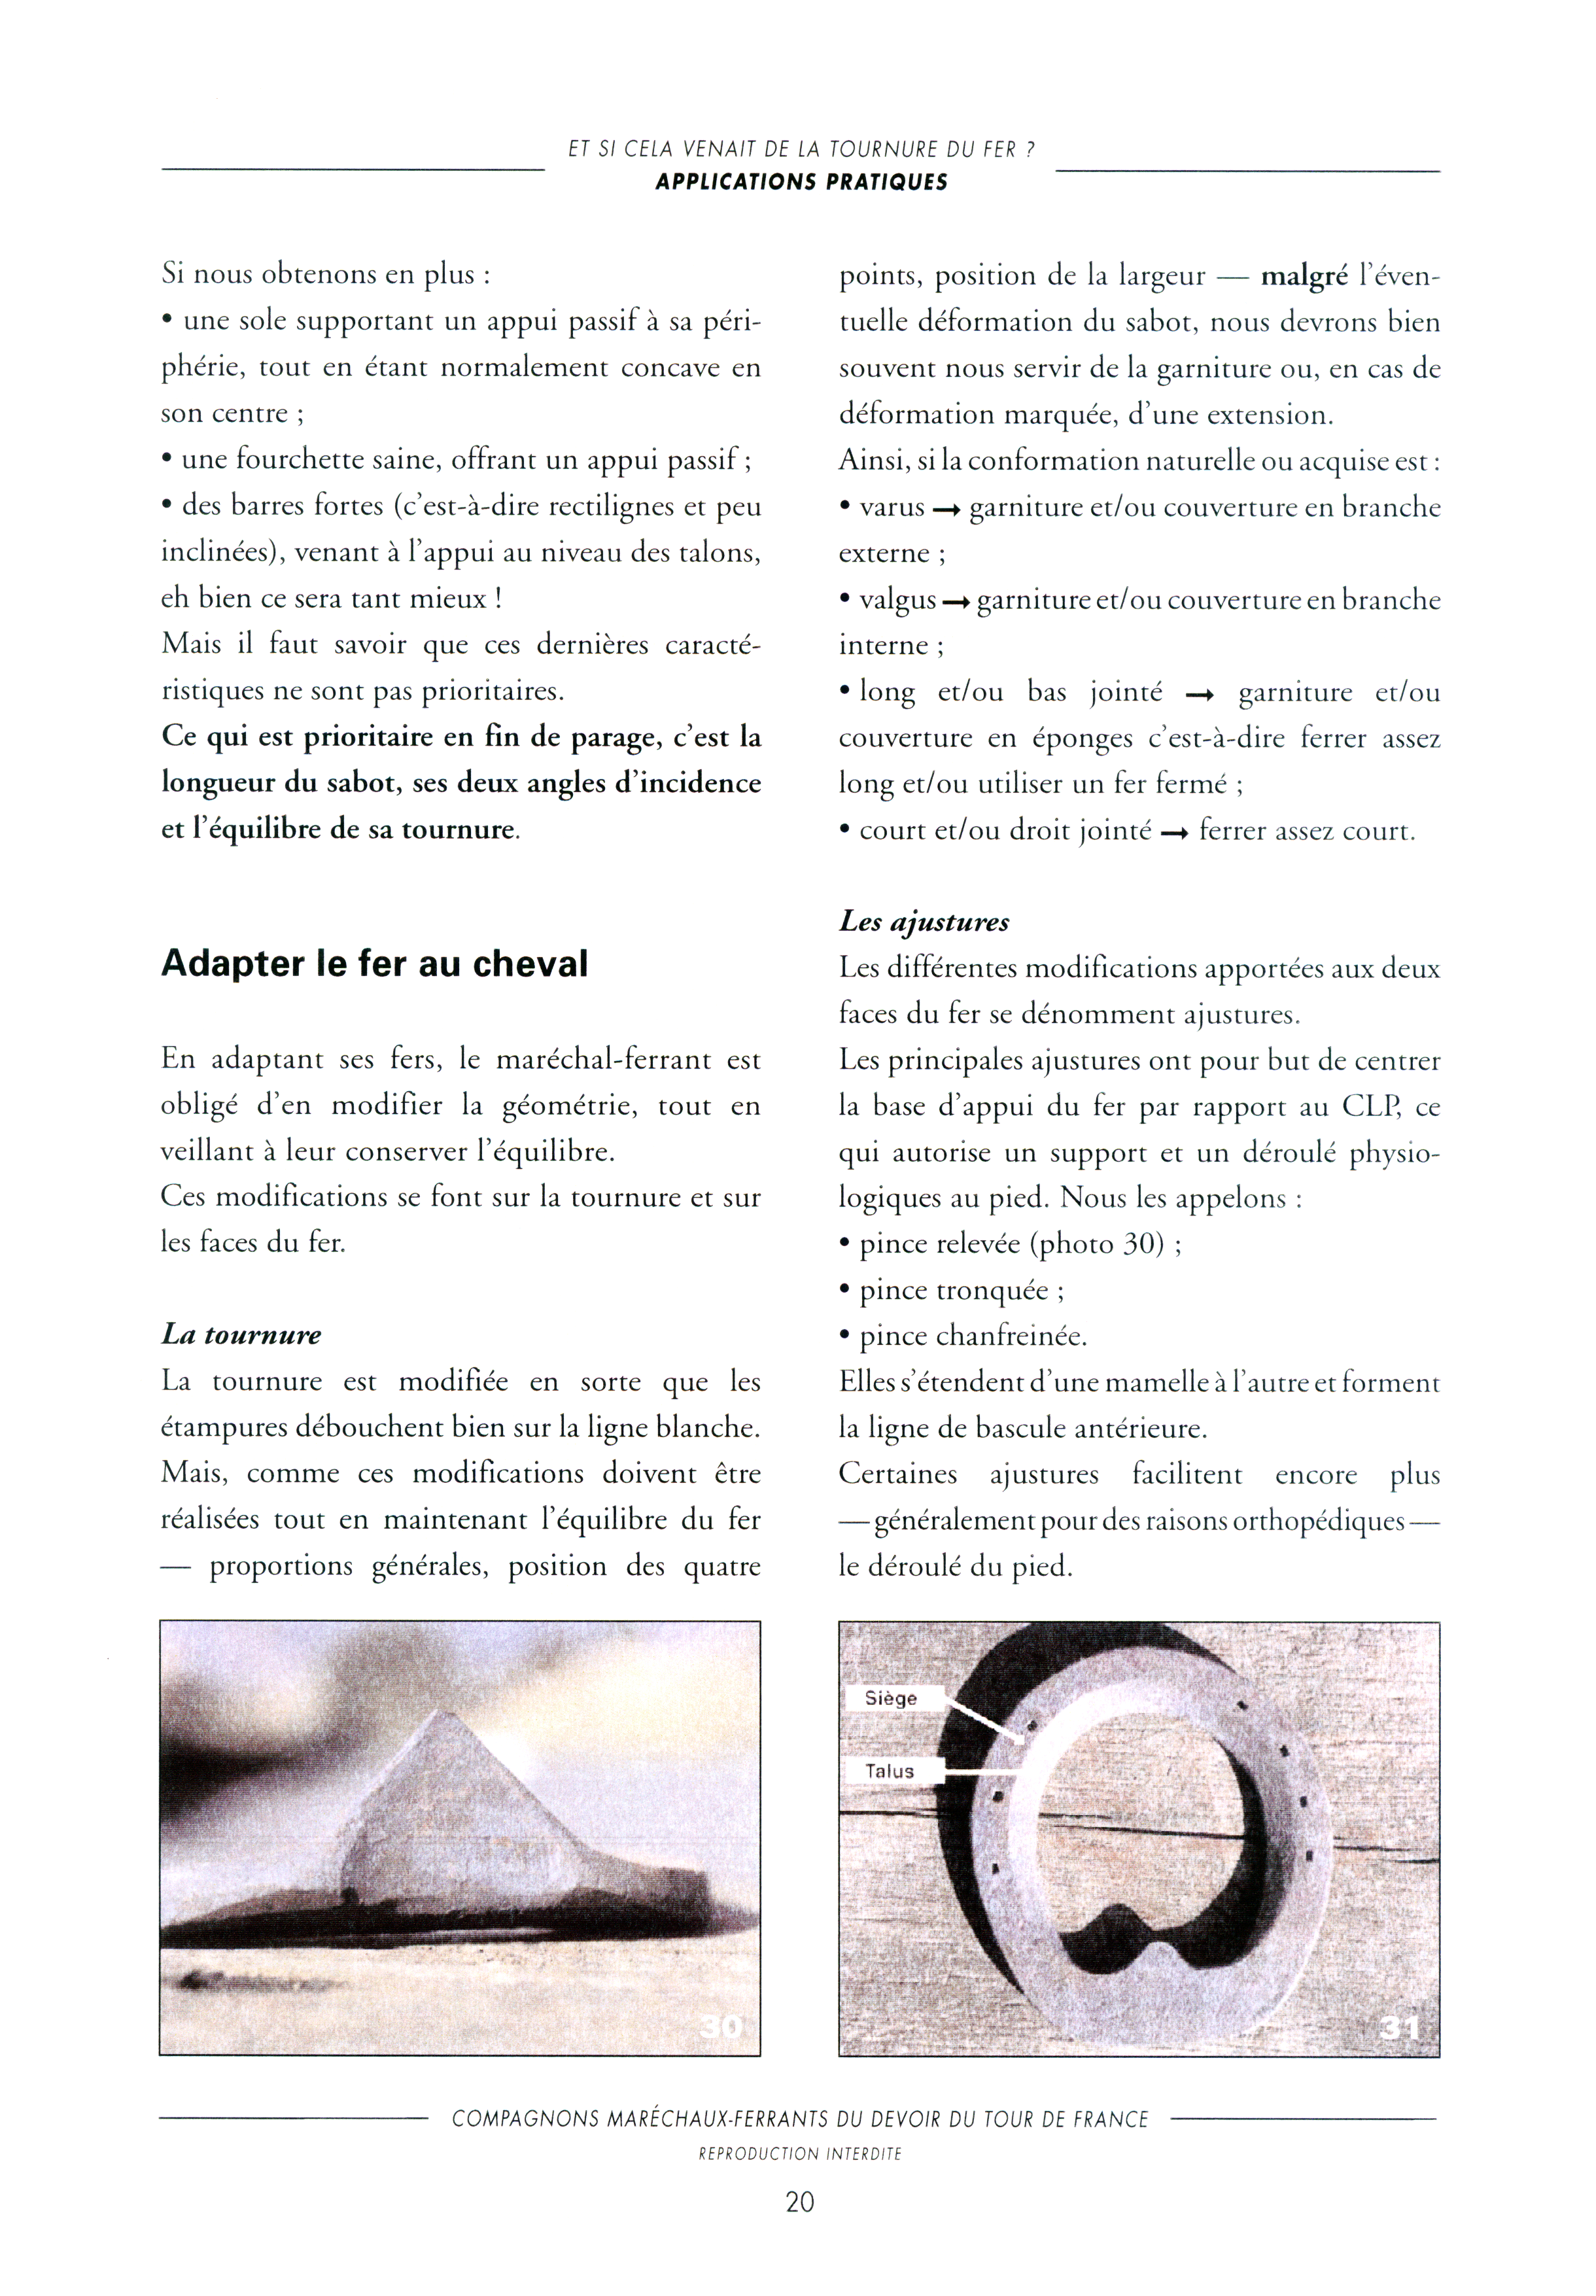 ET SI CELA VENAIT DE LA TOURNURE DU FER ?
APPLICATIONS PRATIQUES
Si nous obtenons en plus :
• une sole supportant un appui passif à sa péri-
phérie, tout en étant normalement concave en
son centre ;
• une fourchette saine, offrant un appui passif ;
• des barres fortes (c'est-à-dire rectilignes et peu
inclinées), venant à l'appui au niveau des talons,
eh bien ce sera tant mieux !
Mais il faut savoir que ces dernières caracté-
ristiques ne sont pas prioritaires.
Ce qui est prioritaire en fin de parage, c'est la
longueur du sabot, ses deux angles d'incidence
et l'équilibre de sa tournure.
Adapter le fer au cheval
En adaptant ses fers, le maréchal-ferrant est
obligé d'en modifier la géométrie, tout en
veillant à leur conserver l'équilibre.
Ces modifications se font sur la tournure et sur
les faces du fer.
La tournure
La tournure est modifiée en sorte que les
étampures débouchent bien sur la ligne blanche.
Mais, comme ces modifications doivent être
réalisées tout en maintenant l'équilibre du fer
— proportions générales, position des quatre
points, position de la largeur — malgré l'éven-
tuelle déformation du sabot, nous devrons bien
souvent nous servir de la garniture ou, en cas de
déformation marquée, d'une extension.
Ainsi, si la conformation naturelle ou acquise est :
• varus → garniture et/ou couverture en branche
externe ;
• valgus → garniture et/ou couverture en branche
interne ;
• long et/ou bas jointé → garniture et/ou
couverture en éponges c'est-à-dire ferrer assez
long et/ou utiliser un fer fermé ;
• court et/ou droit jointé → ferrer assez court.
Les ajustures
Les différentes modifications apportées aux deux
faces du fer se dénomment ajustures.
Les principales ajustures ont pour but de centrer
la base d'appui du fer par rapport au CLP, ce
qui autorise un support et un déroulé physio-
logiques au pied. Nous les appelons :
• pince relevée (photo 30) ;
• pince tronquée ;
• pince chanfreinée.
Elles s'étendent d'une mamelle à l'autre et forment
la ligne de bascule antérieure.
Certaines ajustures facilitent encore plus
— généralement pour des raisons orthopédiques —
le déroulé du pied.
30
Siège
Talus
31
COMPAGNONS MARÉCHAUX-FERRANTS DU DEVOIR DU TOUR DE FRANCE
REPRODUCTION INTERDITE
20